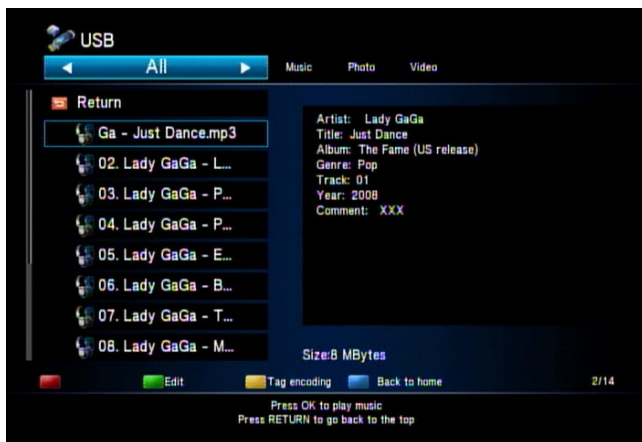 USB
All
Music Photo Video
Return
Ga - Just Dance.mp3
02. Lady GaGa - L...
03. Lady GaGa - P...
04. Lady GaGa - P...
05. Lady GaGa - E...
06. Lady GaGa - B...
07. Lady GaGa - T...
08. Lady GaGa - M...
Artist: Lady GaGa
Title: Just Dance
Album: The Fame (US release)
Genre: Pop
Track: 01
Year: 2008
Comment: XXX
Size:8 MBytes
Edit Tag encoding Back to home 2/14
Press OK to play music
Press RETURN to go back to the top